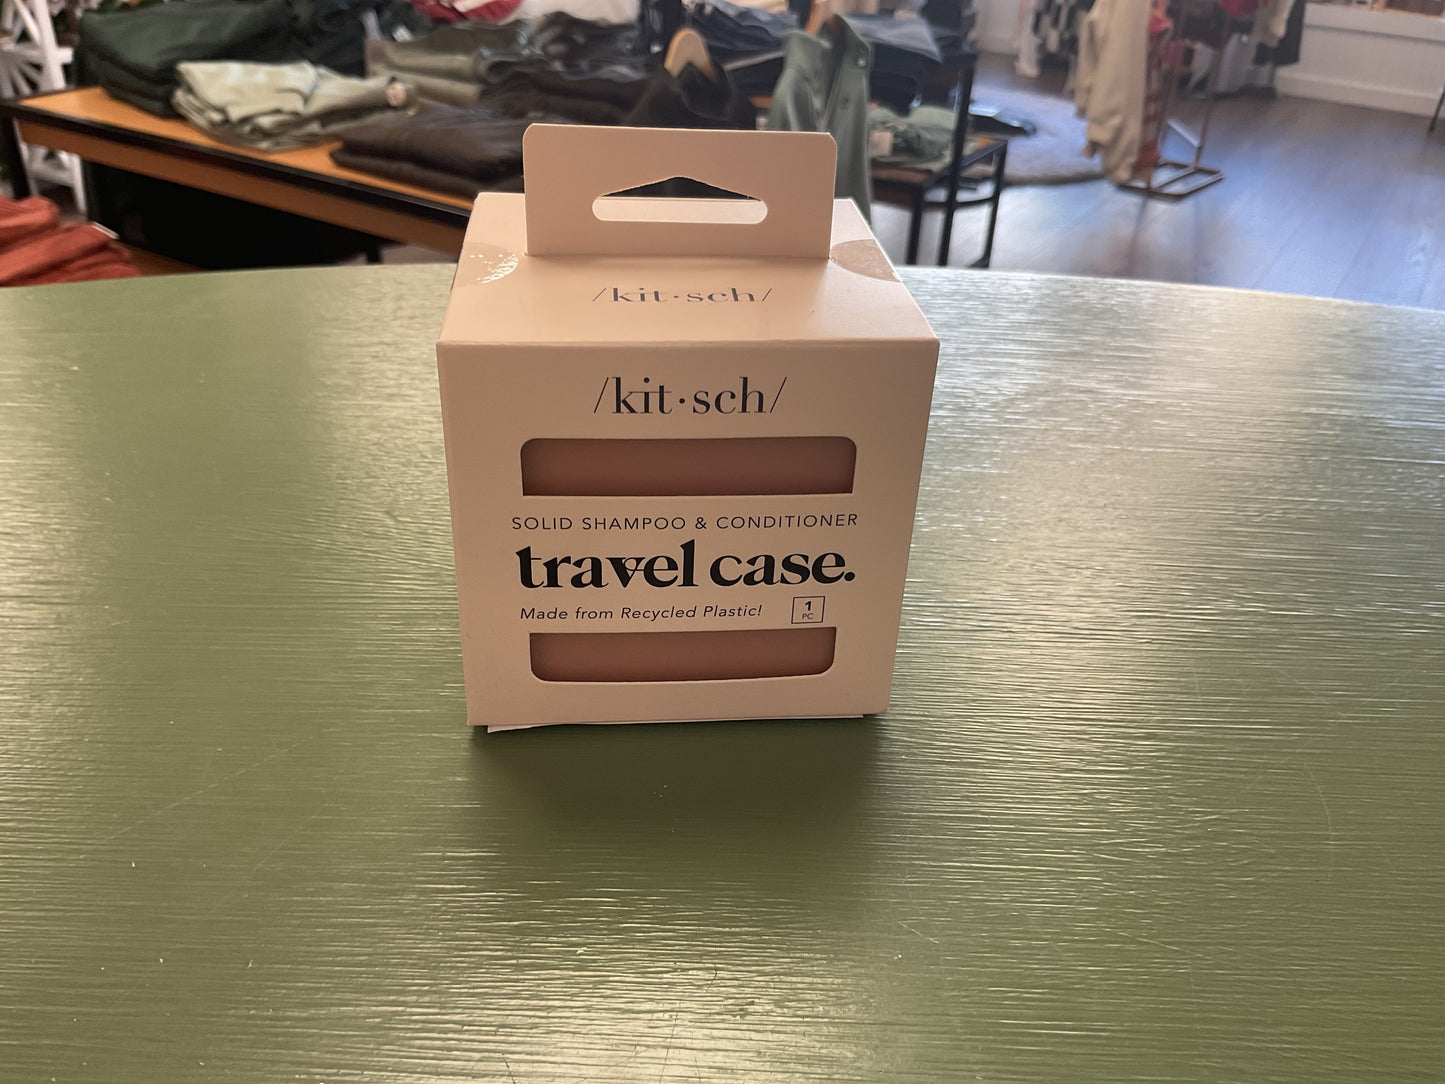 /kit·sch/
/kit·sch/
SOLID SHAMPOO & CONDITIONER
travel case.
Made from Recycled Plastic!
1
PC